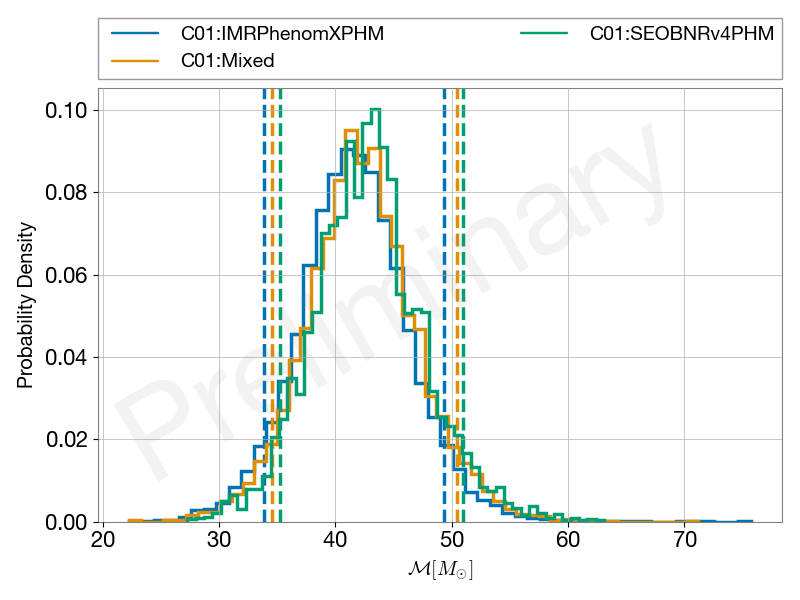 C01:IMRPhenomXPHM
C01:SEOBNRv4PHM
C01:Mixed
Preliminary
Probability Density
0.10
0.08
0.06
0.04
0.02
0.00
20 30 40 50 60 70
ℳ[M⊙]